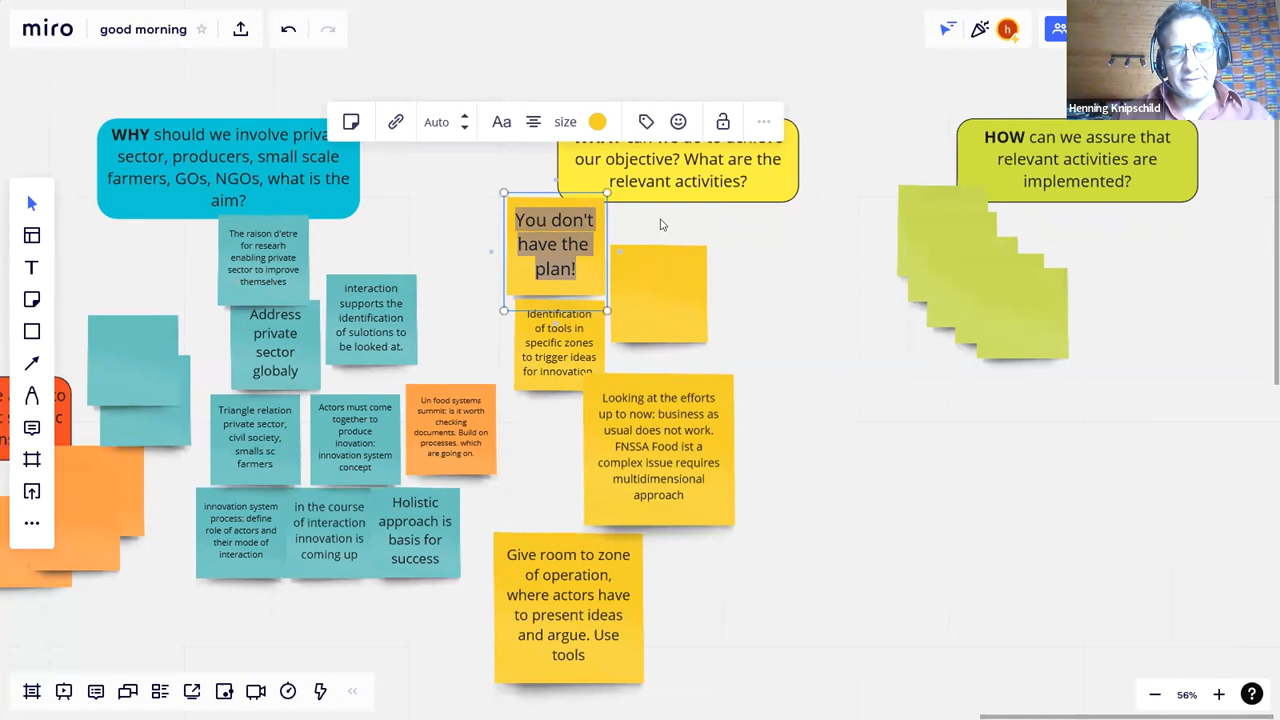 miro
good morning
Henning Knipschild
Auto
Aa
size
WHY should we involve
sector, producers, small scale
farmers, GOs, NGOs, what is the
aim?
our objective? What are the
relevant activities?
HOW can we assure that
relevant activities are
implemented?
The raison d'etre
for researh
enabling private
sector to improve
themselves
interaction
supports the
identification
of sulotions to
be looked at.
Address
private
sector
globaly
Triangle relation
private sector,
civil society,
smalls sc
farmers
Actors must come
together to
produce
inovation:
innovation system
concept
Un food systems
summit: is it worth
checking
documents. Build on
processes. which
are going on.
innovation system
process: define
role of actors and
their mode of
interaction
in the course
of interaction
innovation is
coming up
Holistic
approach is
basis for
success
You don't
have the
plan!
Identification
of tools in
specific zones
to trigger ideas
for innovation
Looking at the efforts
up to now: business as
usual does not work.
FNSSA Food ist a
complex issue requires
multidimensional
approach
Give room to zone
of operation,
where actors have
to present ideas
and argue. Use
tools
56%